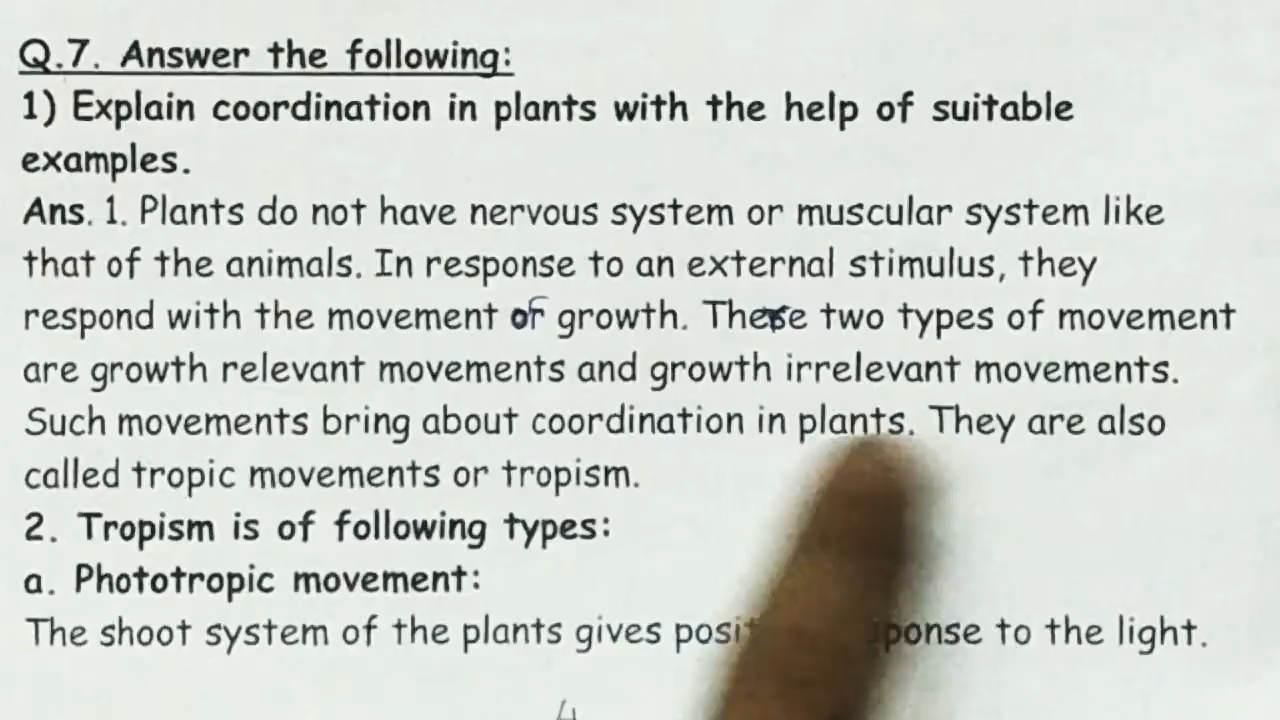 Q.7. Answer the following:
1) Explain coordination in plants with the help of suitable
examples.
Ans. 1. Plants do not have nervous system or muscular system like
that of the animals. In response to an external stimulus, they
respond with the movement of growth. These two types of movement
are growth relevant movements and growth irrelevant movements.
Such movements bring about coordination in plants. They are also
called tropic movements or tropism.
2. Tropism is of following types:
a. Phototropic movement:
The shoot system of the plants gives to the light.
4